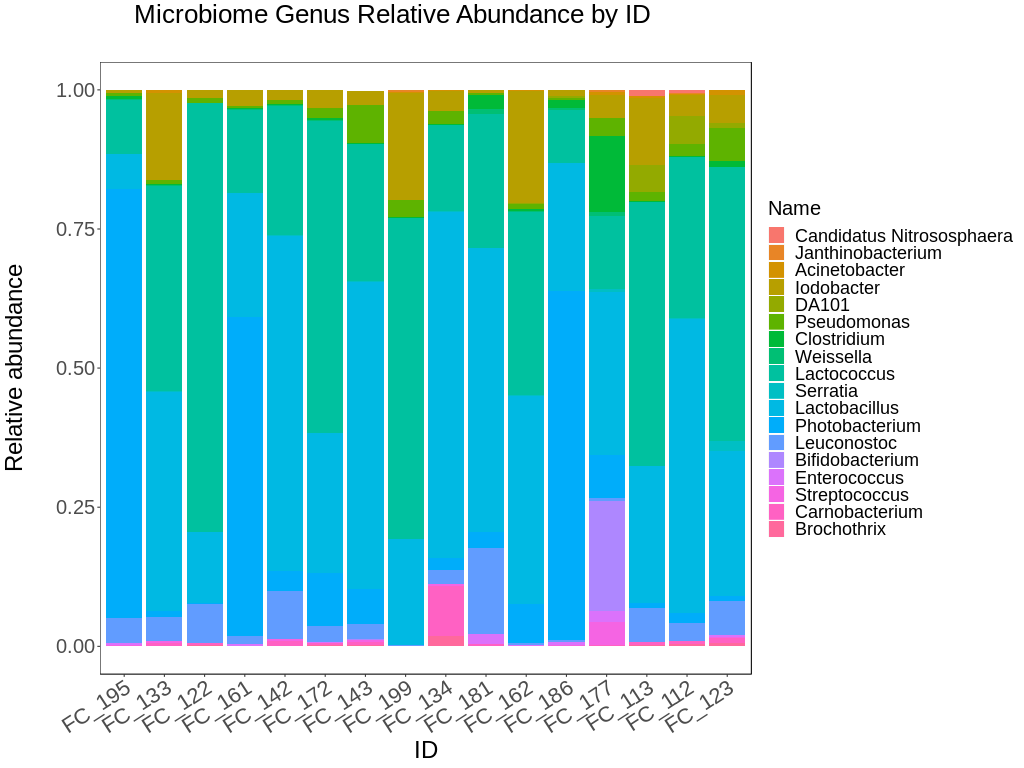 Microbiome Genus Relative Abundance by ID
Relative abundance
1.00
0.75
0.50
0.25
0.00
FC_195
FC_133
FC_122
FC_161
FC_142
FC_172
FC_143
FC_199
FC_134
FC_181
FC_162
FC_186
FC_177
FC_113
FC_112
FC_123
ID
Name
Candidatus Nitrososphaera
Janthinobacterium
Acinetobacter
Iodobacter
DA101
Pseudomonas
Clostridium
Weissella
Lactococcus
Serratia
Lactobacillus
Photobacterium
Leuconostoc
Bifidobacterium
Enterococcus
Streptococcus
Carnobacterium
Brochothrix